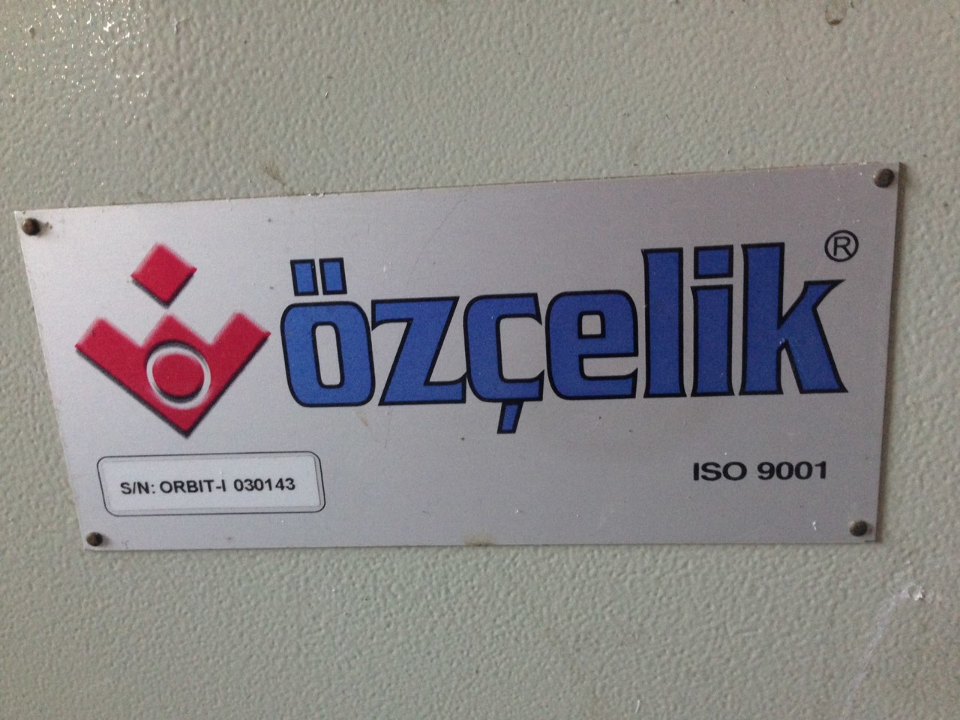 özçelik®
S/N: ORBIT-I 030143
ISO 9001